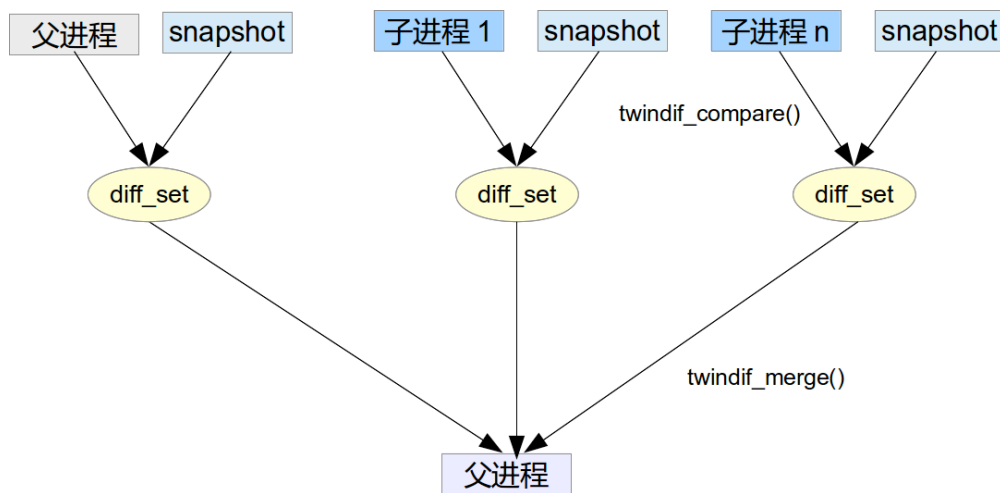 父进程
snapshot
子进程 1
snapshot
子进程 n
snapshot
twindif_compare()
diff_set
diff_set
diff_set
twindif_merge()
父进程